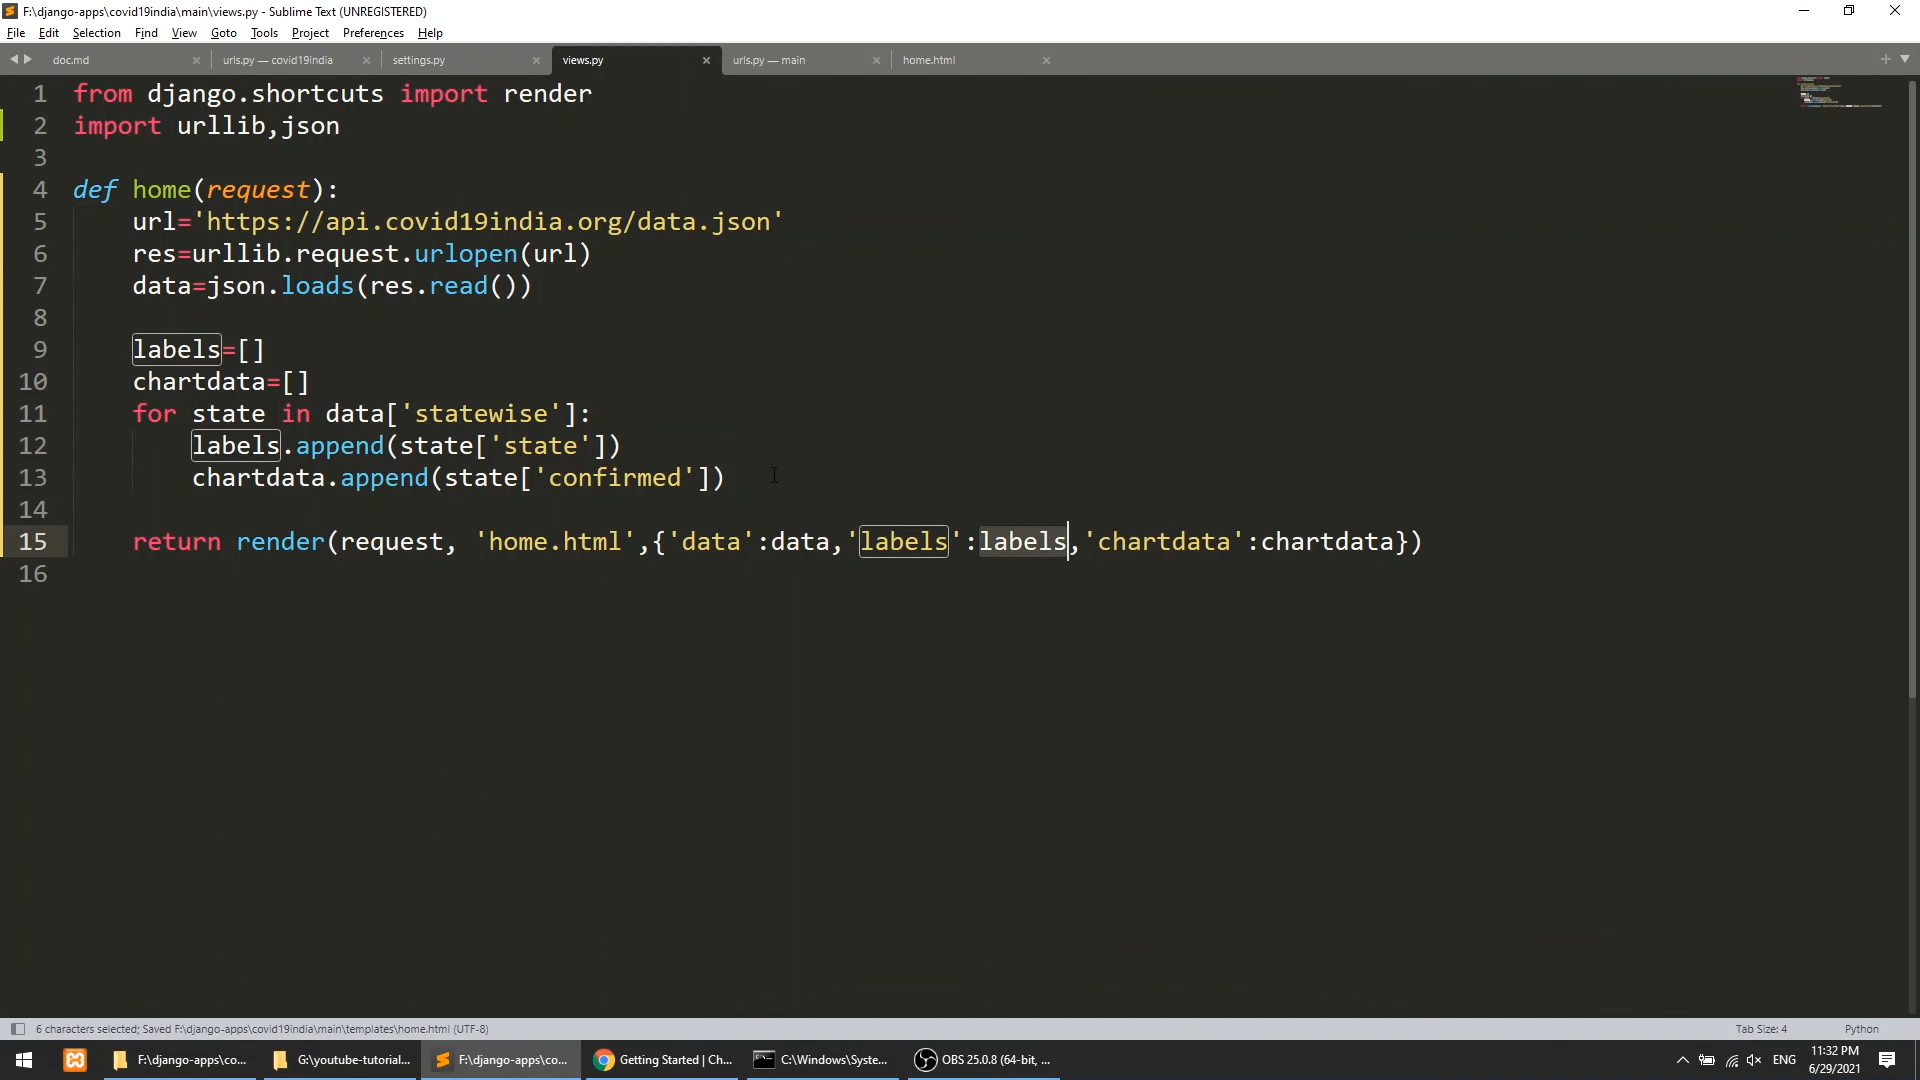 F:\django-apps\covid19india\main\views.py - Sublime Text (UNREGISTERED)
File Edit Selection Find View Goto Tools Project Preferences Help
doc.md urls.py — covid19india settings.py views.py urls.py — main home.html
1 from django.shortcuts import render
2 import urllib,json
3
4 def home(request):
5 url='https://api.covid19india.org/data.json'
6 res=urllib.request.urlopen(url)
7 data=json.loads(res.read())
8
9 labels=[]
10 chartdata=[]
11 for state in data['statewise']:
12 labels.append(state['state'])
13 chartdata.append(state['confirmed'])
14
15 return render(request, 'home.html',{'data':data,'labels':labels,'chartdata':chartdata})
16
6 characters selected; Saved F:\django-apps\covid19india\main\templates\home.html (UTF-8) Tab Size: 4 Python
F:\django-apps\co... G:\youtube-tutorial... F:\django-apps\co... Getting Started | Ch... C:\Windows\Syste... OBS 25.0.8 (64-bit, ... ENG 11:32 PM
6/29/2021